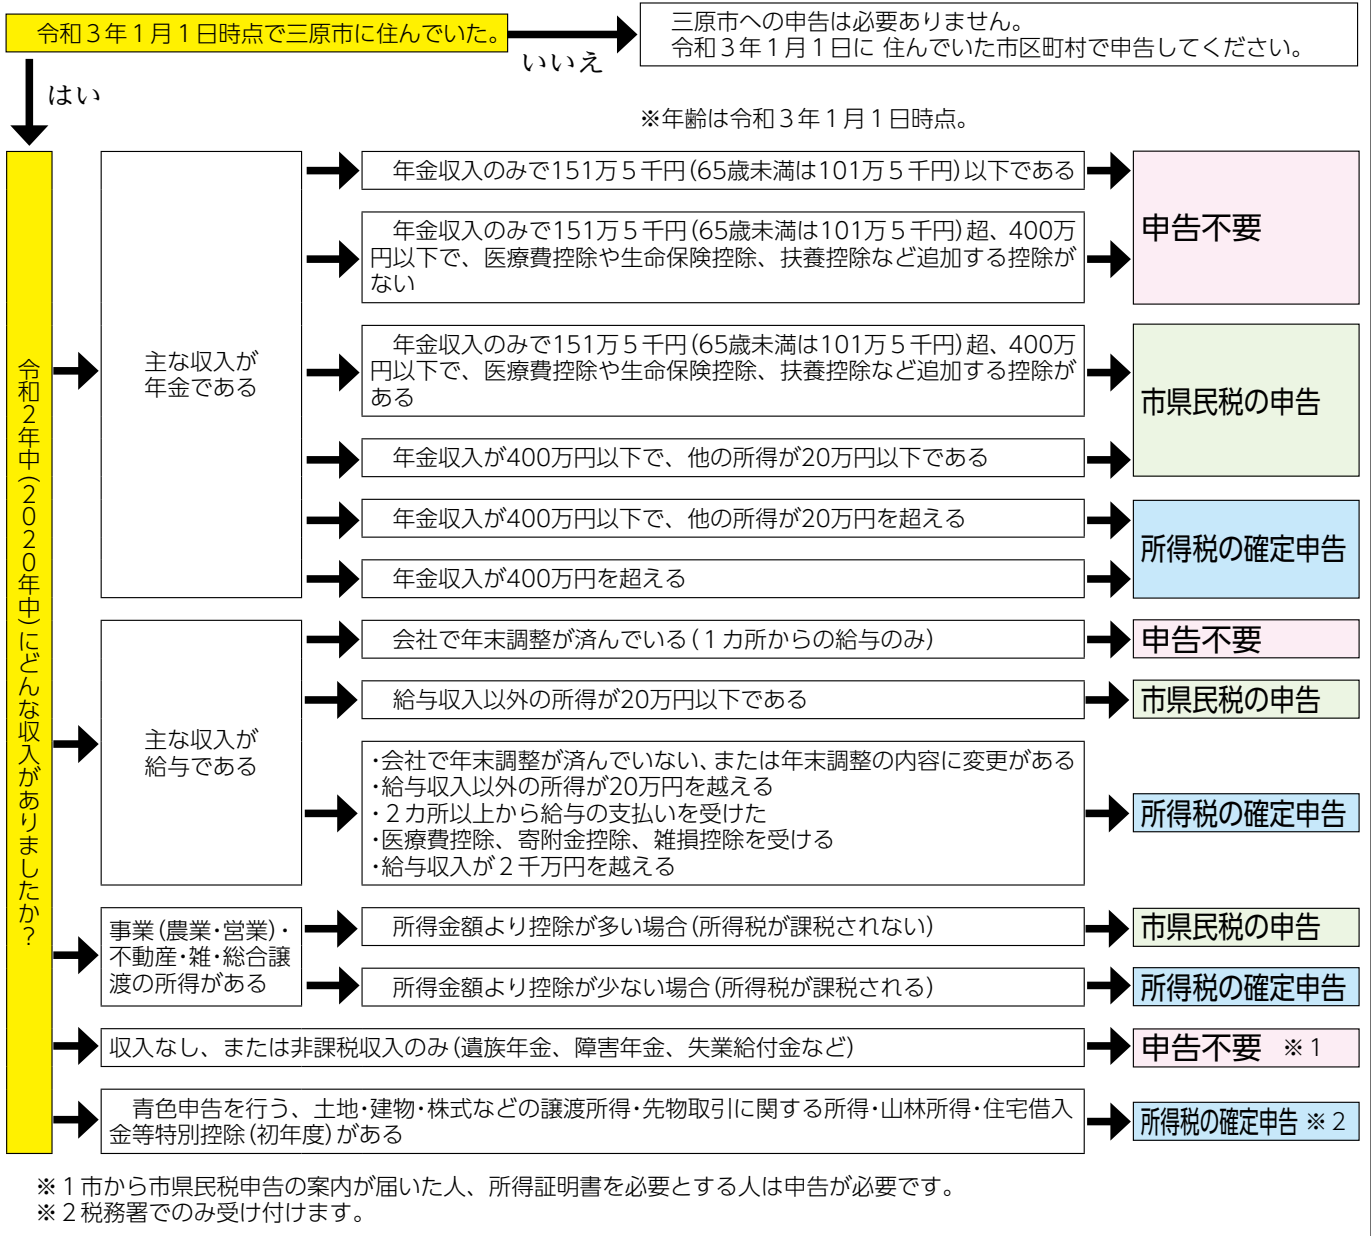 令和３年１月１日時点で三原市に住んでいた。
いいえ
三原市への申告は必要ありません。
令和３年１月１日に 住んでいた市区町村で申告してください。
はい
※年齢は令和３年１月１日時点。
令和２年中（２０２０年中）にどんな収入がありましたか？
主な収入が
年金である
年金収入のみで151万５千円（65歳未満は101万５千円）以下である
年金収入のみで151万５千円（65歳未満は101万５千円）超、400万
円以下で、医療費控除や生命保険控除、扶養控除など追加する控除が
ない
申告不要
年金収入のみで151万５千円（65歳未満は101万５千円）超、400万
円以下で、医療費控除や生命保険控除、扶養控除など追加する控除が
ある
年金収入が400万円以下で、他の所得が20万円以下である
市県民税の申告
年金収入が400万円以下で、他の所得が20万円を超える
年金収入が400万円を超える
所得税の確定申告
主な収入が
給与である
会社で年末調整が済んでいる（１カ所からの給与のみ）
申告不要
給与収入以外の所得が20万円以下である
市県民税の申告
・会社で年末調整が済んでいない、または年末調整の内容に変更がある
・給与収入以外の所得が20万円を越える
・２カ所以上から給与の支払いを受けた
・医療費控除、寄附金控除、雑損控除を受ける
・給与収入が２千万円を越える
所得税の確定申告
事業（農業・営業）・
不動産・雑・総合譲
渡の所得がある
所得金額より控除が多い場合（所得税が課税されない）
市県民税の申告
所得金額より控除が少ない場合（所得税が課税される）
所得税の確定申告
収入なし、または非課税収入のみ（遺族年金、障害年金、失業給付金など）
申告不要 ※１
青色申告を行う、土地・建物・株式などの譲渡所得・先物取引に関する所得・山林所得・住宅借入
金等特別控除（初年度）がある
所得税の確定申告 ※２
※１市から市県民税申告の案内が届いた人、所得証明書を必要とする人は申告が必要です。
※２税務署でのみ受け付けます。